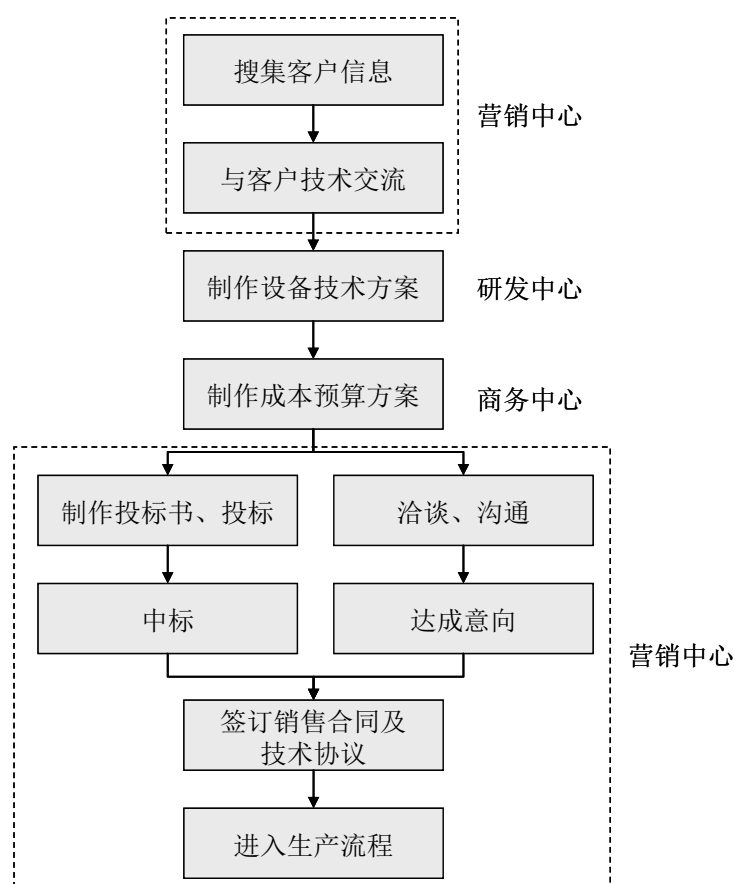 搜集客户信息
营销中心
与客户技术交流
制作设备技术方案
研发中心
制作成本预算方案
商务中心
制作投标书、投标
洽谈、沟通
中标
达成意向
营销中心
签订销售合同及
技术协议
进入生产流程